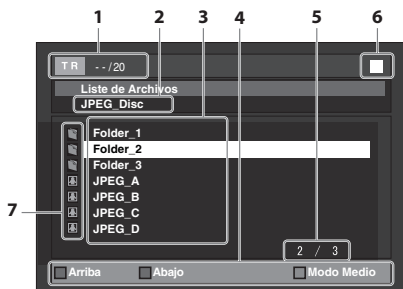 1 2 3 4 5 6
TR --/20
Liste de Archivos
JPEG_Disc
Folder_1
Folder_2
Folder_3
JPEG_A
JPEG_B
JPEG_C
JPEG_D
7
2 / 3
Arriba Abajo Modo Medio